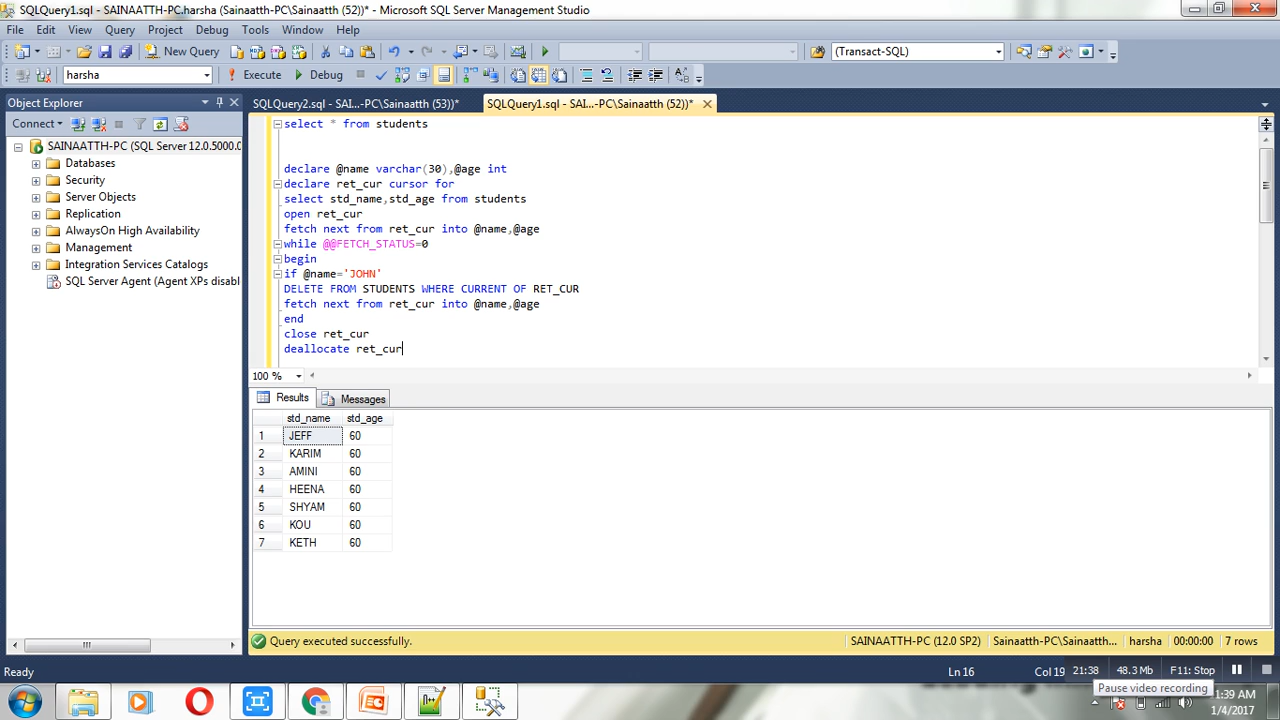 SQLQuery1.sql - SAINAATTH-PC.harsha (Sainaatth-PC\Sainaatth (52))* - Microsoft SQL Server Management Studio
File Edit View Query Project Debug Tools Window Help
New Query (Transact-SQL)
harsha Execute Debug
Object Explorer
SQLQuery2.sql - SAI...-PC\Sainaatth (53))* SQLQuery1.sql - SAI...-PC\Sainaatth (52))*
Connect
SAINAATTH-PC (SQL Server 12.0.5000.0
Databases
Security
Server Objects
Replication
AlwaysOn High Availability
Management
Integration Services Catalogs
SQL Server Agent (Agent XPs disabl
select * from students
declare @name varchar(30),@age int
declare ret_cur cursor for
select std_name,std_age from students
open ret_cur
fetch next from ret_cur into @name,@age
while @@FETCH_STATUS=0
begin
if @name='JOHN'
DELETE FROM STUDENTS WHERE CURRENT OF RET_CUR
fetch next from ret_cur into @name,@age
end
close ret_cur
deallocate ret_cur
100 %
Results Messages
std_name std_age
1 JEFF 60
2 KARIM 60
3 AMINI 60
4 HEENA 60
5 SHYAM 60
6 KOU 60
7 KETH 60
Query executed successfully. SAINAATTH-PC (12.0 SP2) Sainaatth-PC\Sainaatth... harsha 00:00:00 7 rows
Ready Ln 16 Col 19 21:38 48.3 Mb F11: Stop
Pause video recording
1:39 AM
1/4/2017